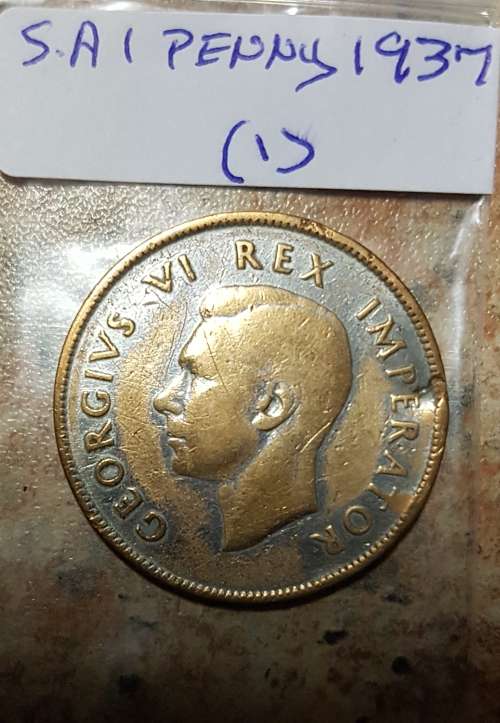 S.A 1 PENNY 1937
(1)
GEORGIVS VI REX IMPERATOR